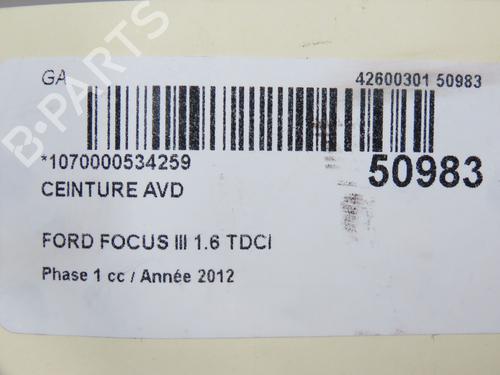 GA
42600301 50983
*1070000534259
50983
CEINTURE AVD
FORD FOCUS III 1.6 TDCI
Phase 1 cc / Année 2012
B-PARTS